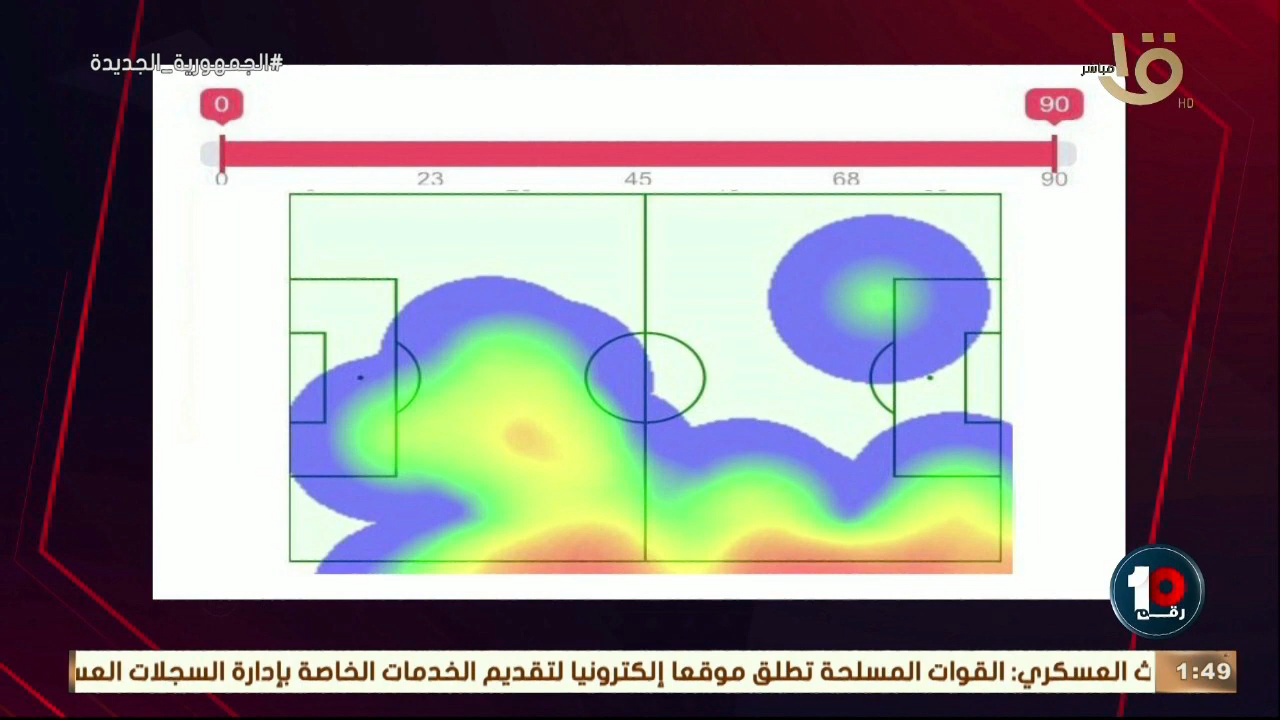 #الجمهورية_الجديدة
مباشر
HD
0 90
0 23 45 68 90
10
رقم
ث العسكري: القوات المسلحة تطلق موقعا إلكترونيا لتقديم الخدمات الخاصة بإدارة السجلات العس
1:49